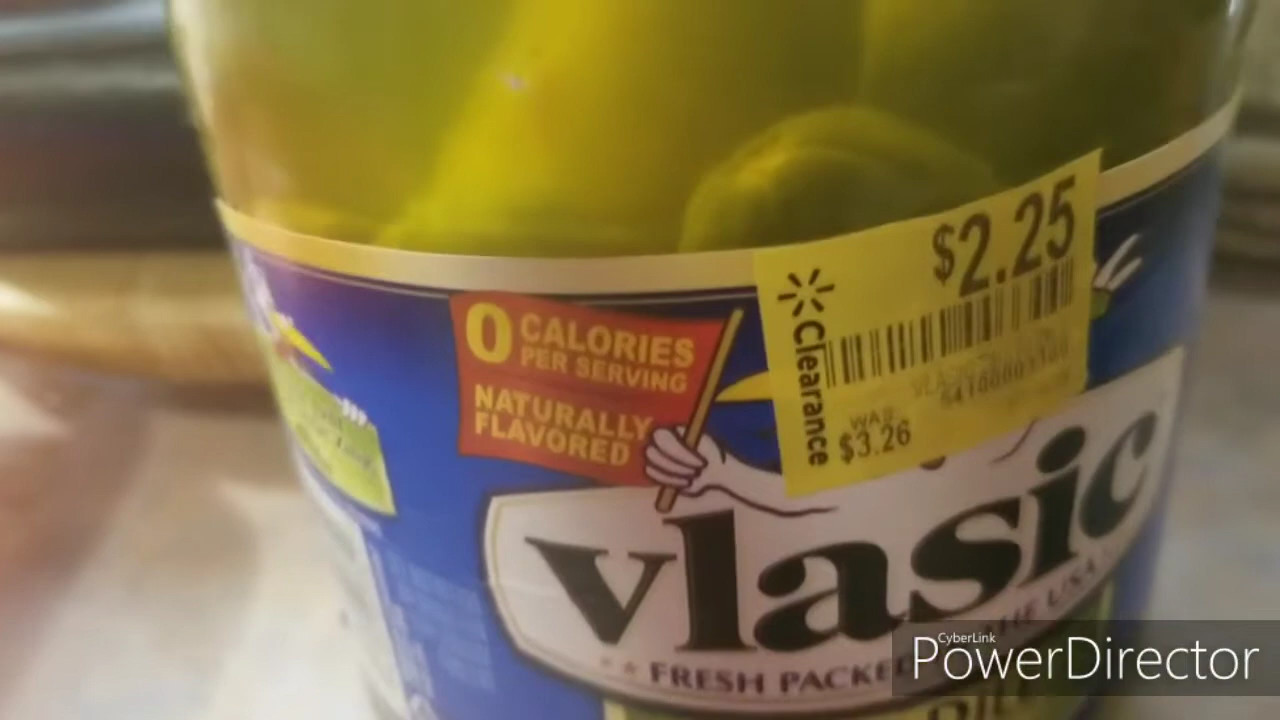 $2.25
Clearance
WAS
$3.26
0 CALORIES
PER SERVING
NATURALLY
FLAVORED
vlasic
FRESH PACKED THE USA
CyberLink
PowerDirector